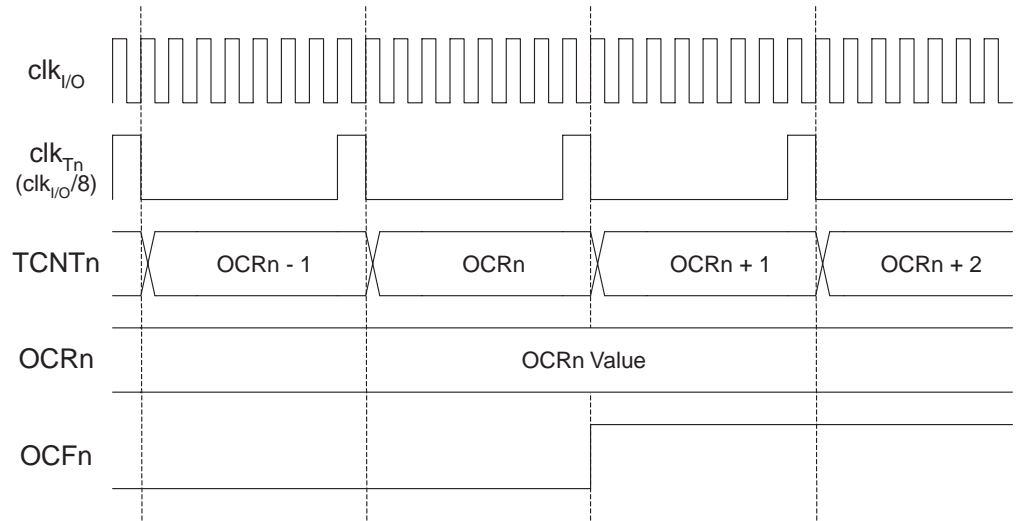 clkI/O
clkTn
(clkI/O/8)
TCNTn
OCRn - 1
OCRn
OCRn + 1
OCRn + 2
OCRn
OCRn Value
OCFn